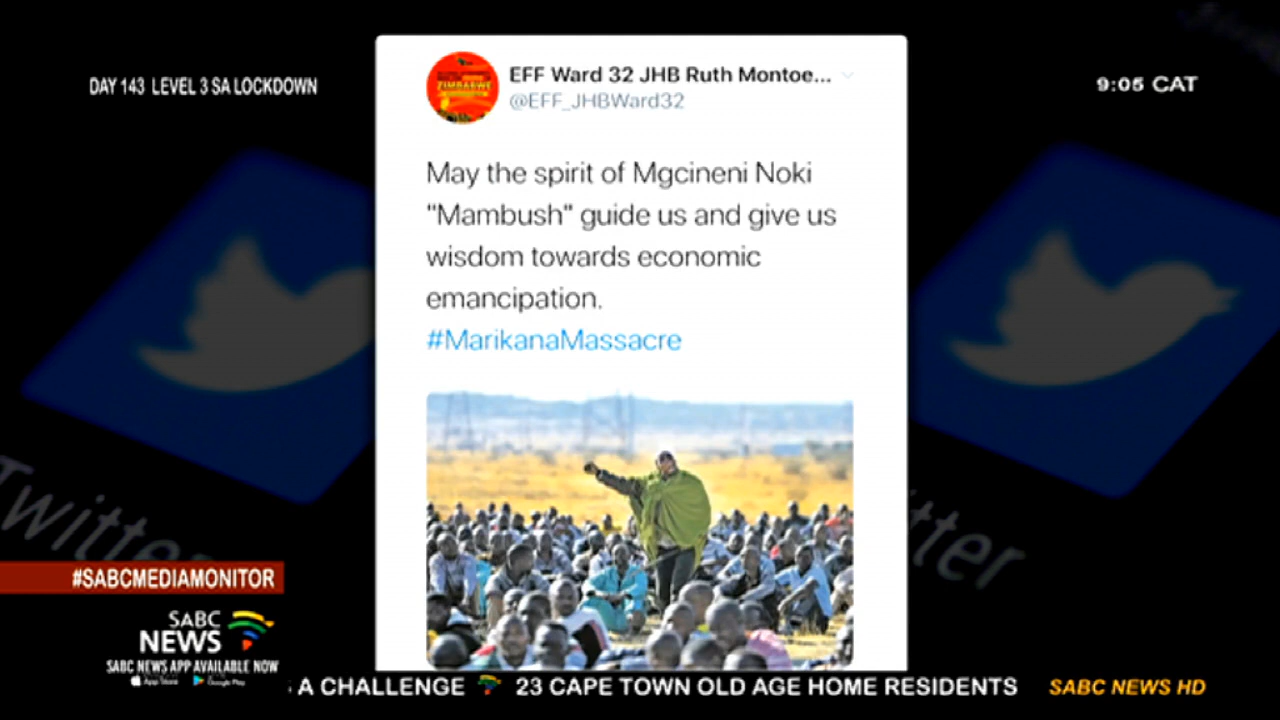 DAY 143 LEVEL 3 SA LOCKDOWN
9:05 CAT
EFF Ward 32 JHB Ruth Montoe...
@EFF_JHBWard32
May the spirit of Mgcineni Noki
"Mambush" guide us and give us
wisdom towards economic
emancipation.
#MarikanaMassacre
ZIMBABWE
Twitter
tter
#SABCMEDIAMONITOR
SABC
NEWS
SABC NEWS APP AVAILABLE NOW
App Store
Google Play
A CHALLENGE 23 CAPE TOWN OLD AGE HOME RESIDENTS
SABC NEWS HD